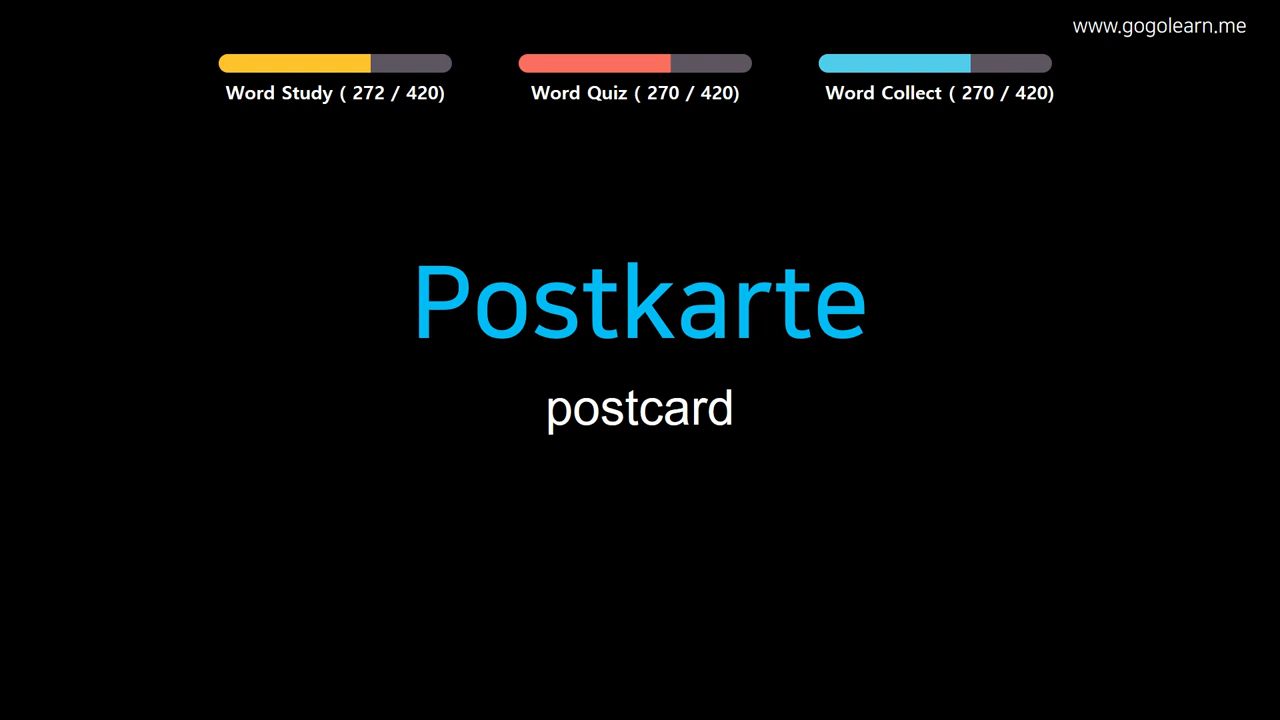 www.gogolearn.me
Word Study ( 272 / 420)
Word Quiz ( 270 / 420)
Word Collect ( 270 / 420)
Postkarte
postcard